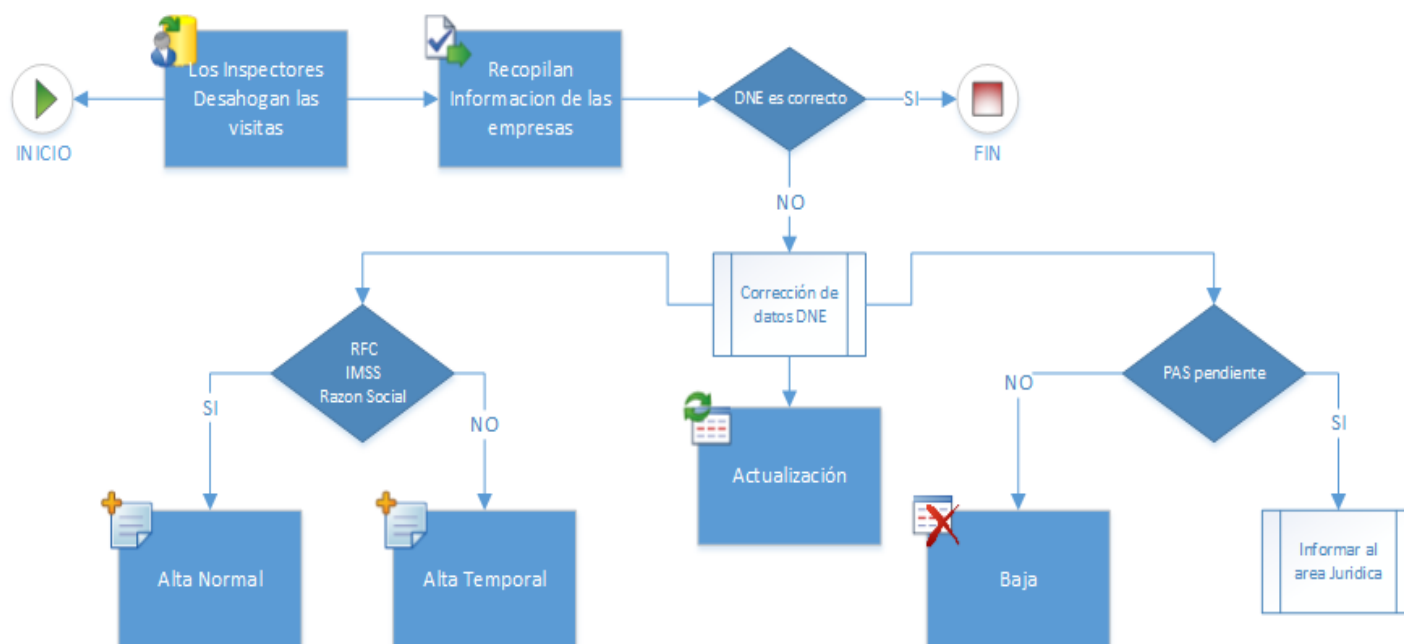 INICIO
Los Inspectores
Desahogan las
visitas
Recopilan
Informacion de las
empresas
DNE es correcto
SI
FIN
NO
Corrección de
datos DNE
RFC
IMSS
Razon Social
SI
NO
Actualización
PAS pendiente
NO
SI
Alta Normal
Alta Temporal
Baja
Informar al
area Juridica